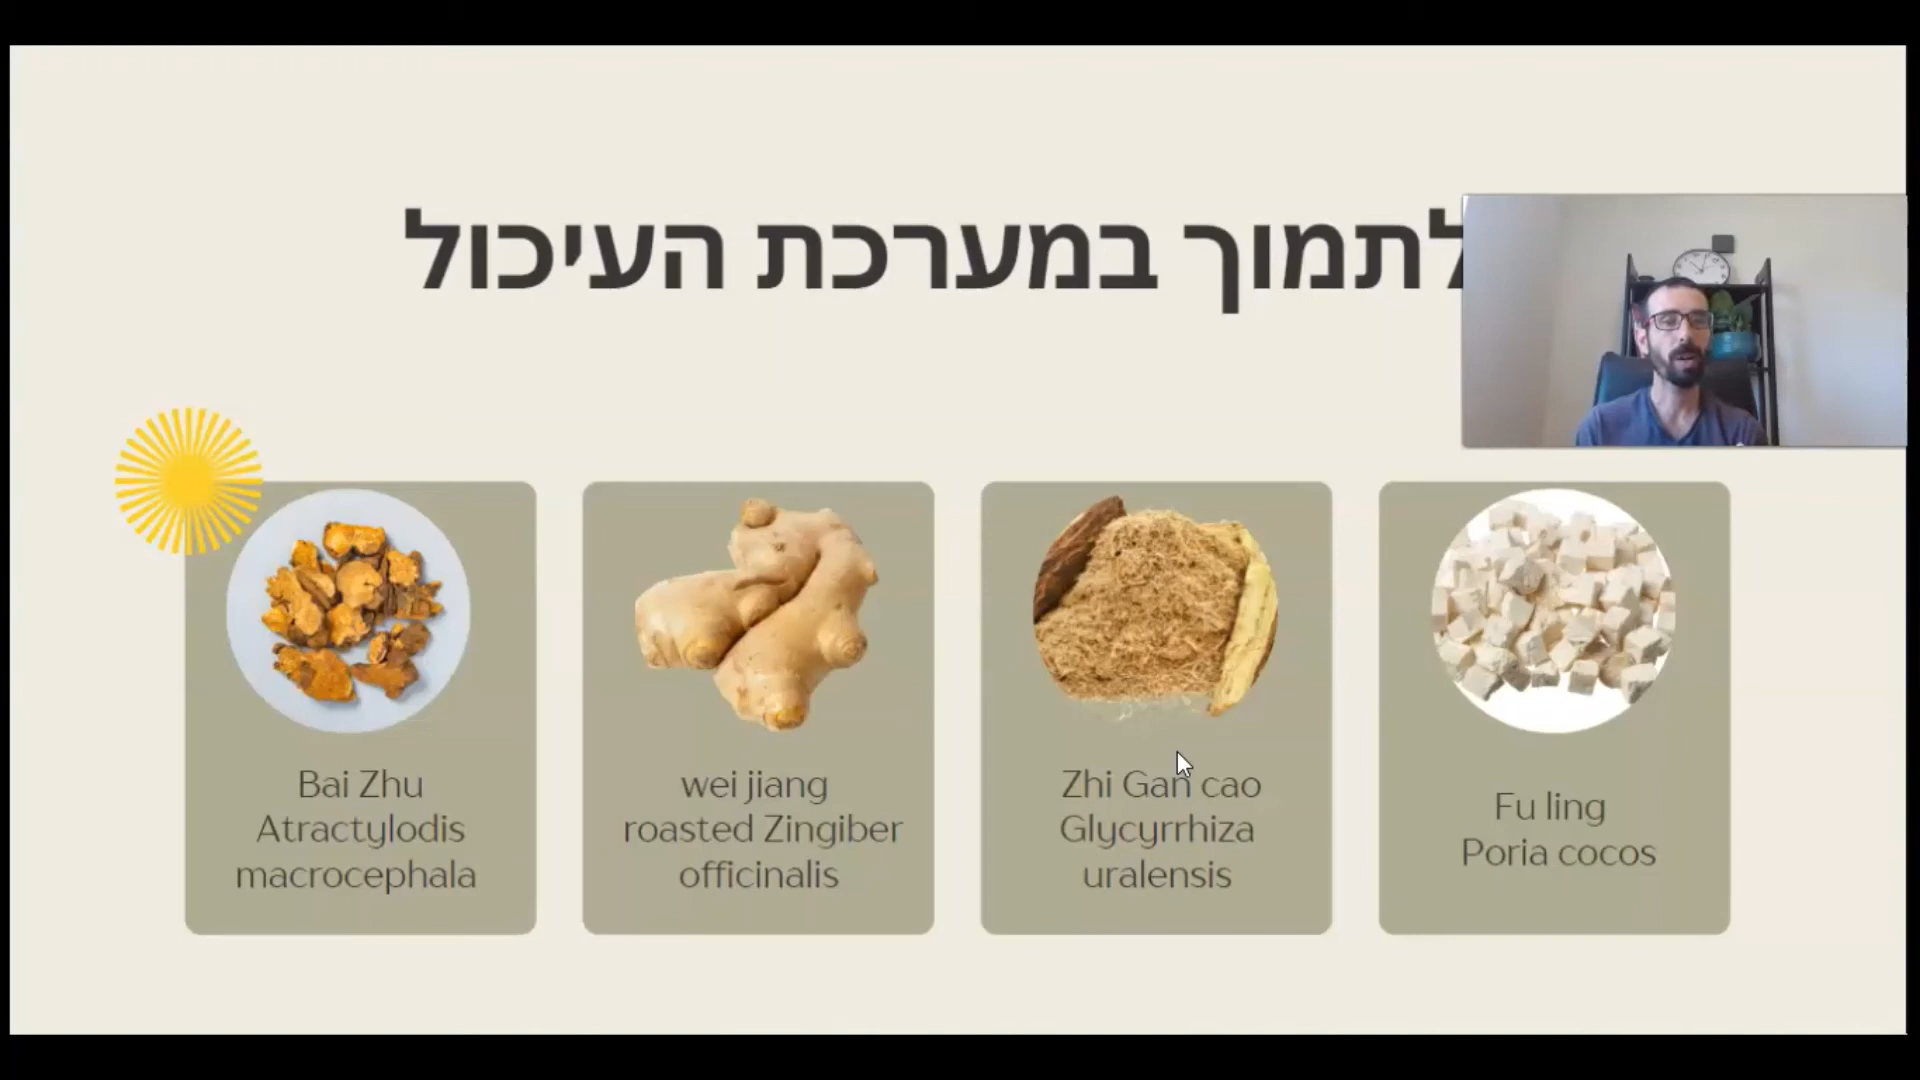 לתמוך במערכת העיכול
Bai Zhu
Atractylodis
macrocephala
wei jiang
roasted Zingiber
officinalis
Zhi Gan cao
Glycyrrhiza
uralensis
Fu ling
Poria cocos